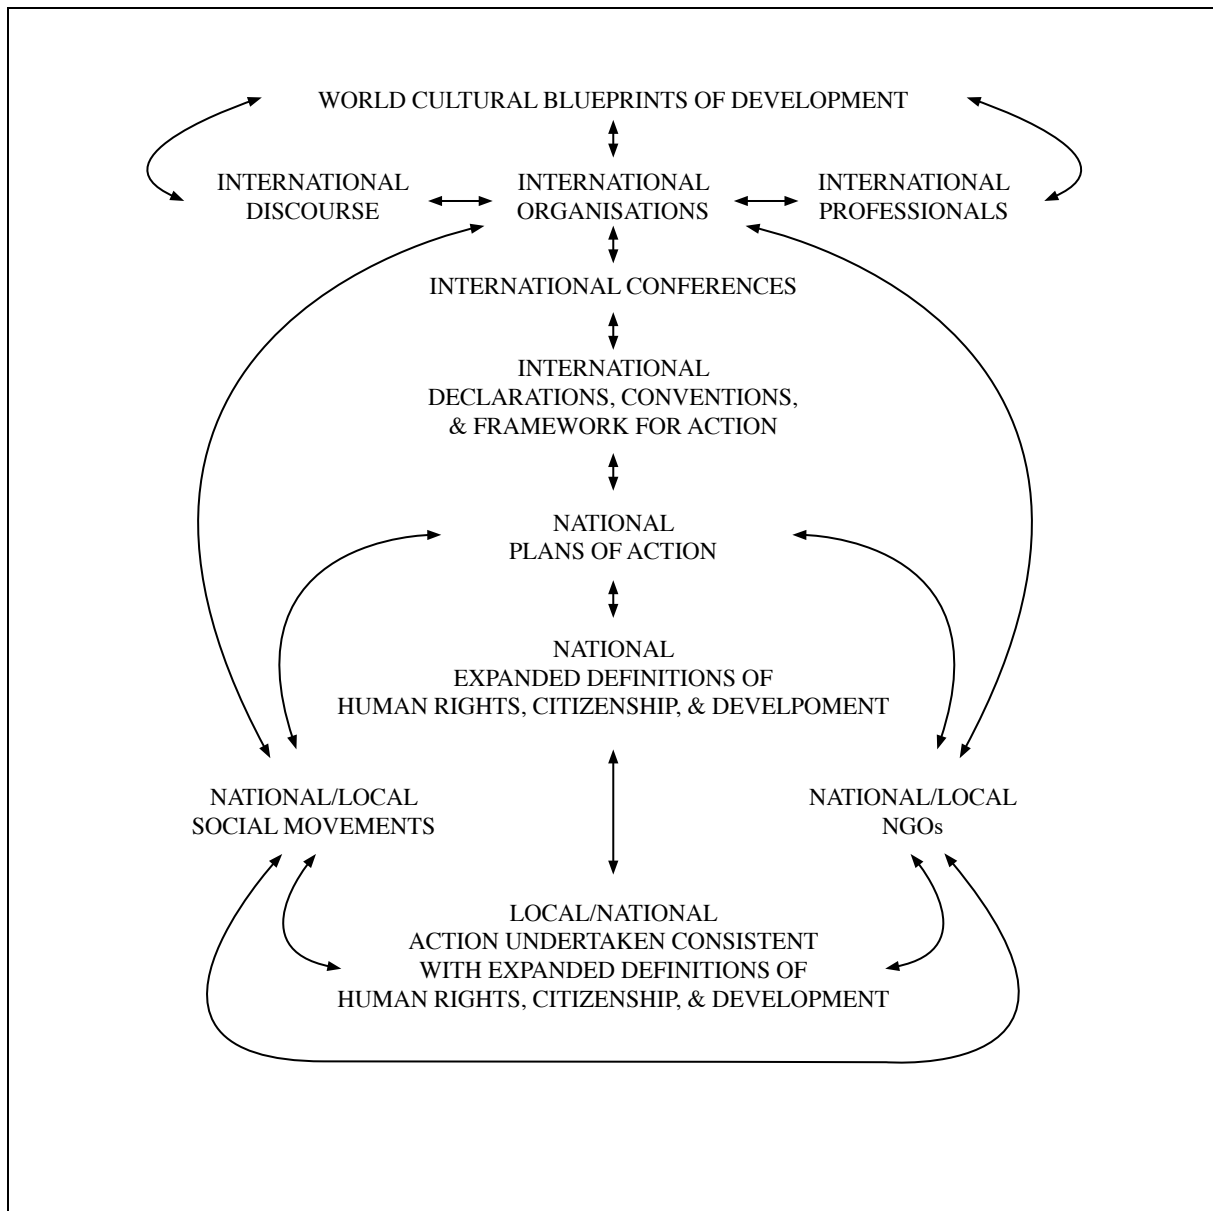 WORLD CULTURAL BLUEPRINTS OF DEVELOPMENT
INTERNATIONAL
DISCOURSE
INTERNATIONAL
ORGANISATIONS
INTERNATIONAL
PROFESSIONALS
INTERNATIONAL CONFERENCES
INTERNATIONAL
DECLARATIONS, CONVENTIONS,
& FRAMEWORK FOR ACTION
NATIONAL
PLANS OF ACTION
NATIONAL
EXPANDED DEFINITIONS OF
HUMAN RIGHTS, CITIZENSHIP, & DEVELPOMENT
NATIONAL/LOCAL
SOCIAL MOVEMENTS
NATIONAL/LOCAL
NGOs
LOCAL/NATIONAL
ACTION UNDERTAKEN CONSISTENT
WITH EXPANDED DEFINITIONS OF
HUMAN RIGHTS, CITIZENSHIP, & DEVELOPMENT